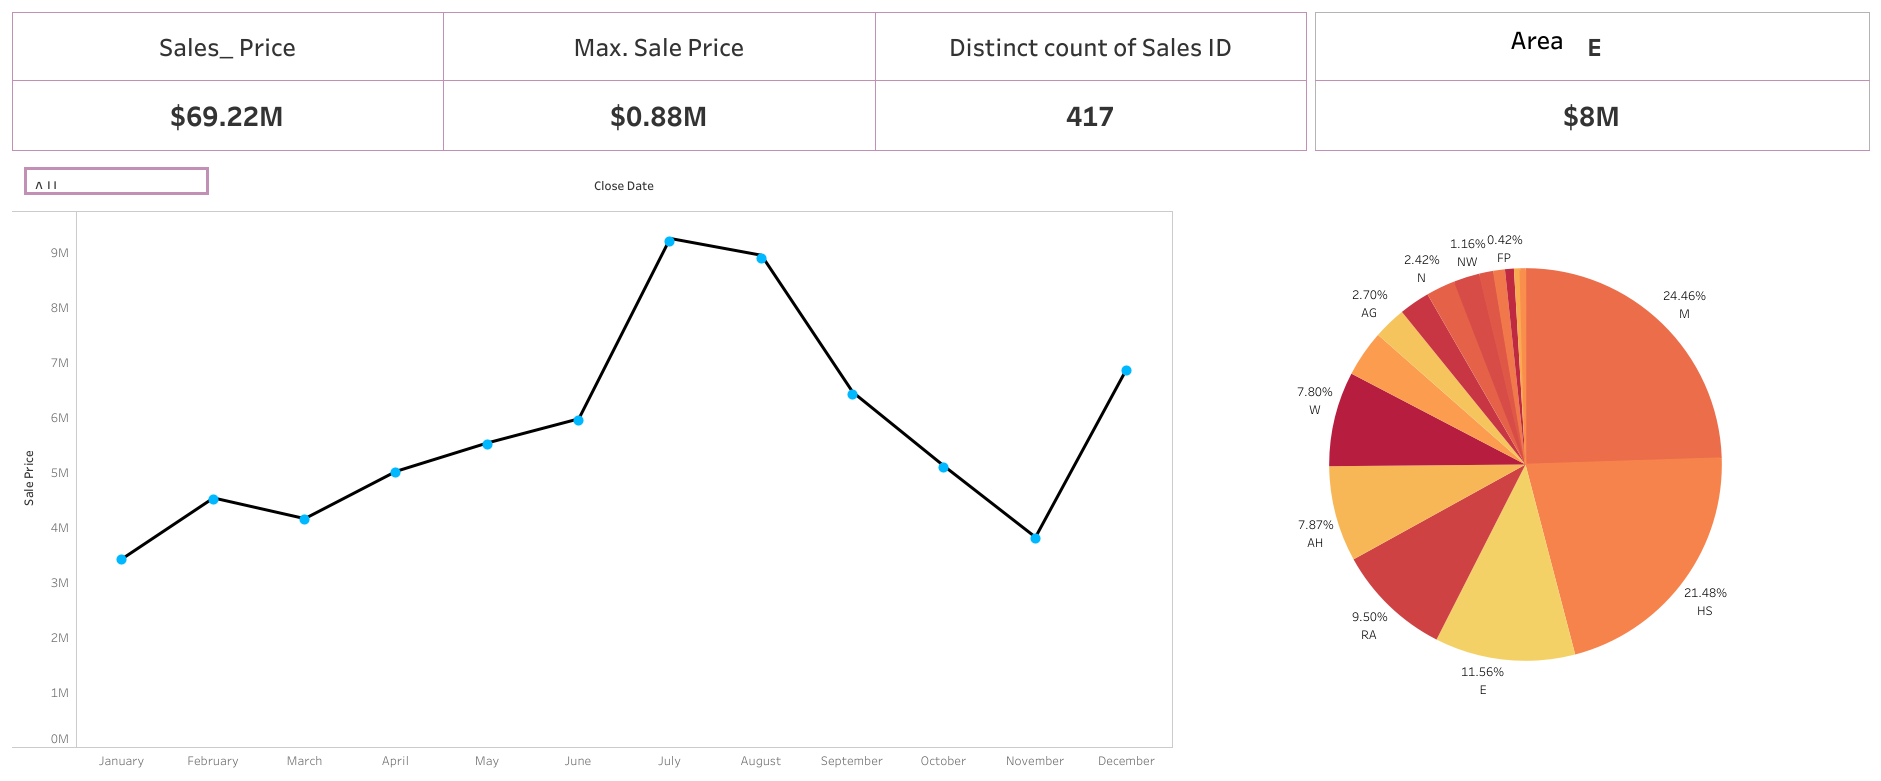 Sales_ Price
Max. Sale Price
Distinct count of Sales ID
Area E
$69.22M
$0.88M
417
$8M
Close Date
9M
8M
7M
6M
5M
4M
3M
2M
1M
0M
Sale Price
January
February
March
April
May
June
July
August
September
October
November
December
0.42%
FP
1.16%
NW
2.42%
N
2.70%
AG
7.80%
W
7.87%
AH
9.50%
RA
11.56%
E
21.48%
HS
24.46%
M